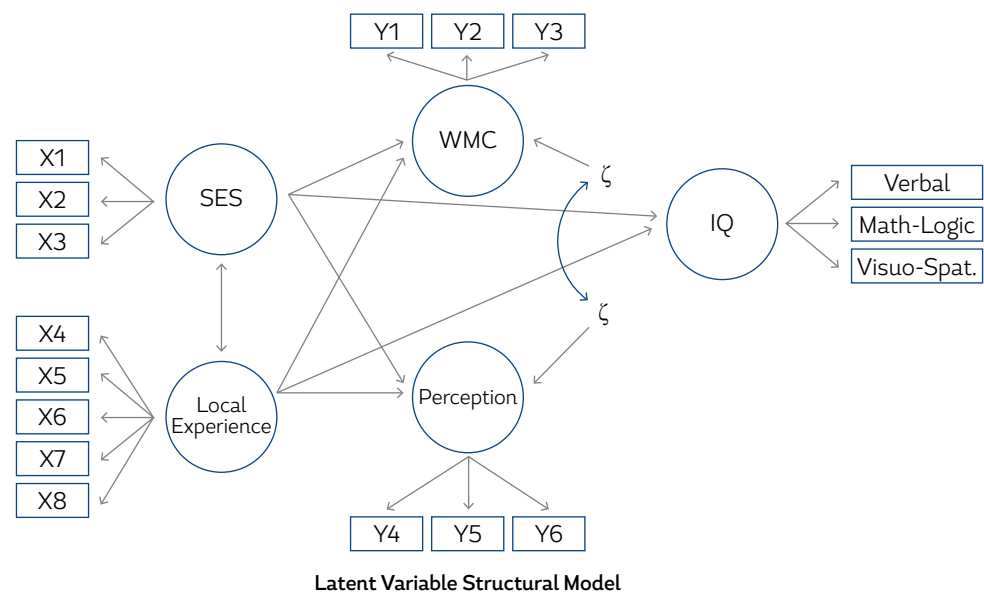 Y1 Y2 Y3
WMC
X1
X2
X3
SES
ζ
IQ
Verbal
Math-Logic
Visuo-Spat.
ζ
X4
X5
X6
X7
X8
Local
Experience
Perception
Y4 Y5 Y6
Latent Variable Structural Model